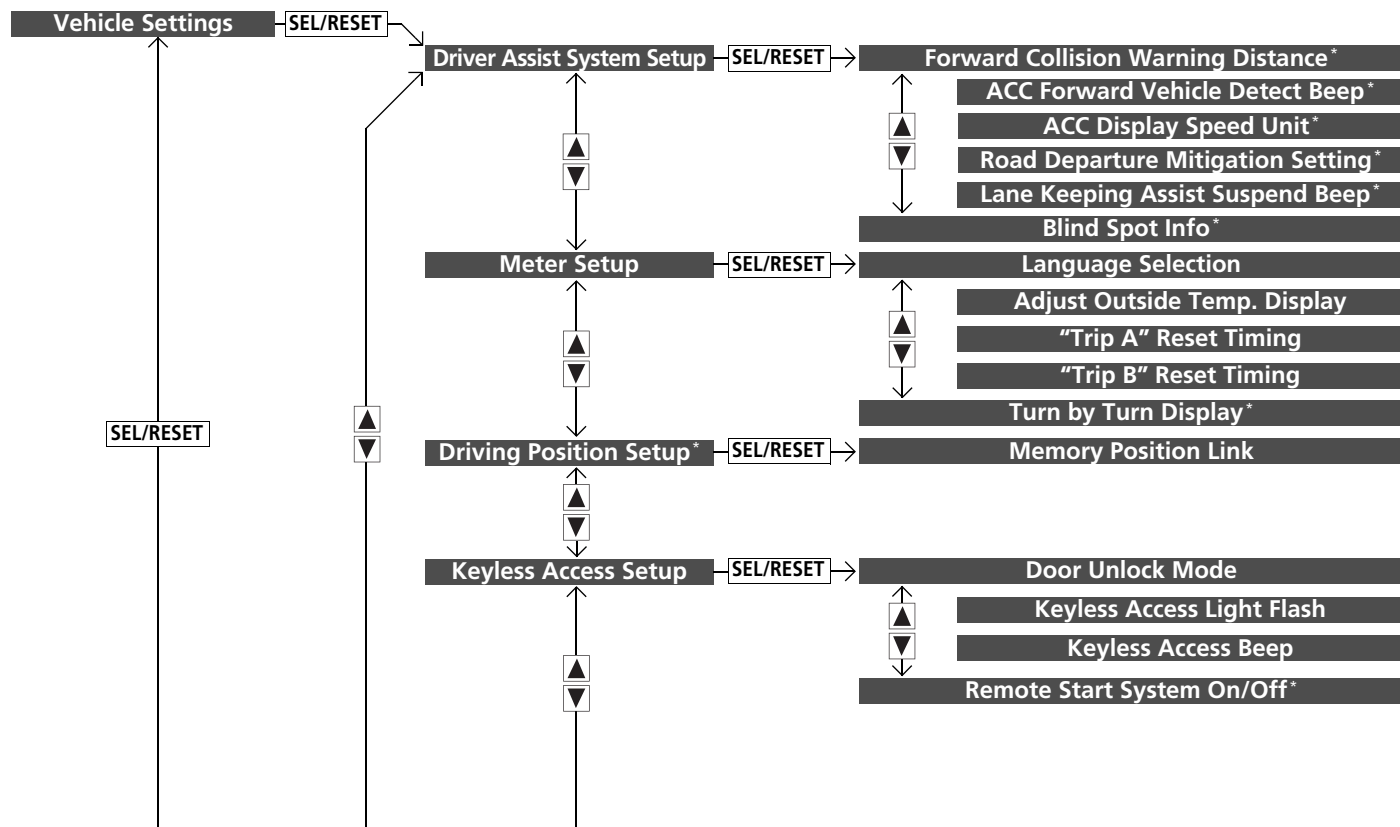 Vehicle Settings
SEL/RESET
Driver Assist System Setup
SEL/RESET
Forward Collision Warning Distance*
ACC Forward Vehicle Detect Beep*
ACC Display Speed Unit*
Road Departure Mitigation Setting*
Lane Keeping Assist Suspend Beep*
Blind Spot Info*
Meter Setup
SEL/RESET
Language Selection
Adjust Outside Temp. Display
“Trip A” Reset Timing
“Trip B” Reset Timing
Turn by Turn Display*
SEL/RESET
Driving Position Setup*
SEL/RESET
Memory Position Link
Keyless Access Setup
SEL/RESET
Door Unlock Mode
Keyless Access Light Flash
Keyless Access Beep
Remote Start System On/Off*